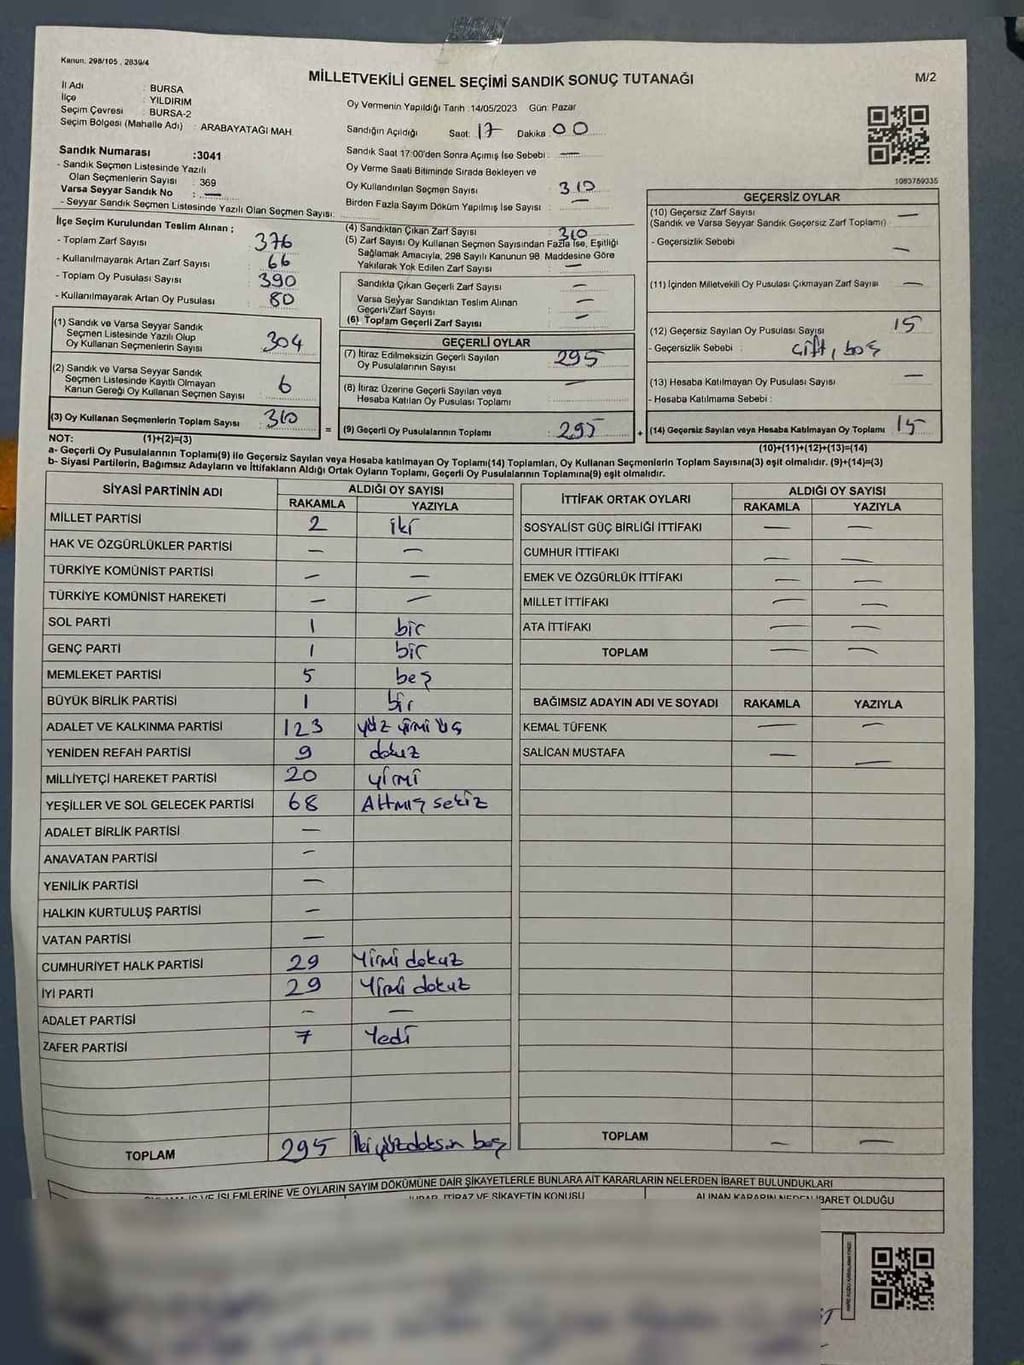 Kanun. 298/105 , 2839/4
MİLLETVEKİLİ GENEL SEÇİMİ SANDIK SONUÇ TUTANAĞI
M/2
İl Adı : BURSA
İlçe : YILDIRIM
Seçim Çevresi : BURSA-2
Seçim Bölgesi (Mahalle Adı) : ARABAYATAĞI MAH.
Sandık Numarası :3041
- Sandık Seçmen Listesinde Yazılı
Olan Seçmenlerin Sayısı : 369
Varsa Seyyar Sandık No : —
- Seyyar Sandık Seçmen Listesinde Yazılı Olan Seçmen Sayısı:
Oy Vermenin Yapıldığı Tarih :14/05/2023 Gün: Pazar
Sandığın Açıldığı Saat: 17 Dakika : 00
Sandık Saat 17:00'den Sonra Açımış İse Sebebi : —
Oy Verme Saati Bitiminde Sırada Bekleyen ve
Oy Kullandırılan Seçmen Sayısı : 310
Birden Fazla Sayım Döküm Yapılmış İse Sayısı : —
1083769335
İlçe Seçim Kurulundan Teslim Alınan ;
- Toplam Zarf Sayısı : 376
- Kullanılmayarak Artan Zarf Sayısı : 66
- Toplam Oy Pusulası Sayısı : 390
- Kullanılmayarak Artan Oy Pusulası : 80
(1) Sandık ve Varsa Seyyar Sandık
Seçmen Listesinde Yazılı Olup
Oy Kullanan Seçmenlerin Sayısı : 304
(2) Sandık ve Varsa Seyyar Sandık
Seçmen Listesinde Kayıtlı Olmayan
Kanun Gereği Oy Kullanan Seçmen Sayısı : 6
(3) Oy Kullanan Seçmenlerin Toplam Sayısı : 310
(4) Sandıktan Çıkan Zarf Sayısı : 310
(5) Zarf Sayısı Oy Kullanan Seçmen Sayısından Fazla İse, Eşitliği
Sağlamak Amacıyla, 298 Sayılı Kanunun 98. Maddesine Göre
Yakılarak Yok Edilen Zarf Sayısı : —
Sandıkta Çıkan Geçerli Zarf Sayısı : —
Varsa Seyyar Sandıktan Teslim Alınan
Geçerli Zarf Sayısı : —
(6) Toplam Geçerli Zarf Sayısı : —
GEÇERLİ OYLAR
(7) İtiraz Edilmeksizin Geçerli Sayılan
Oy Pusulalarının Sayısı : 295
(8) İtiraz Üzerine Geçerli Sayılan veya
Hesaba Katılan Oy Pusulası Toplamı : —
= (9) Geçerli Oy Pusulalarının Toplamı : 295 +
GEÇERSİZ OYLAR
(10) Geçersiz Zarf Sayısı : —
(Sandık ve Varsa Seyyar Sandık Geçersiz Zarf Toplamı)
- Geçersizlik Sebebi : —
(11) İçinden Milletvekili Oy Pusulası Çıkmayan Zarf Sayısı : —
(12) Geçersiz Sayılan Oy Pusulası Sayısı : 15
- Geçersizlik Sebebi : çift, boş
(13) Hesaba Katılmayan Oy Pusulası Sayısı : —
- Hesaba Katılmama Sebebi :
(14) Geçersiz Sayılan veya Hesaba Katılmayan Oy Toplamı : 15
NOT: (1)+(2)=(3)
(10)+(11)+(12)+(13)=(14)
a- Geçerli Oy Pusulalarının Toplamı(9) ile Geçersiz Sayılan veya Hesaba katılmayan Oy Toplamı(14) Toplamları, Oy Kullanan Seçmenlerin Toplam Sayısına(3) eşit olmalıdır. (9)+(14)=(3)
b- Siyasi Partilerin, Bağımsız Adayların ve İttifakların Aldığı Ortak Oyların Toplamı, Geçerli Oy Pusulalarının Toplamına(9) eşit olmalıdır.
SİYASİ PARTİNİN ADI ALDIĞI OY SAYISI
RAKAMLA YAZIYLA
MİLLET PARTİSİ 2 iki
HAK VE ÖZGÜRLÜKLER PARTİSİ — —
TÜRKİYE KOMÜNİST PARTİSİ — —
TÜRKİYE KOMÜNİST HAREKETİ — —
SOL PARTİ 1 bir
GENÇ PARTİ 1 bir
MEMLEKET PARTİSİ 5 beş
BÜYÜK BİRLİK PARTİSİ 1 bir
ADALET VE KALKINMA PARTİSİ 123 yüz yirmi üç
YENİDEN REFAH PARTİSİ 9 dokuz
MİLLİYETÇİ HAREKET PARTİSİ 20 yirmi
YEŞİLLER VE SOL GELECEK PARTİSİ 68 Altmış sekiz
ADALET BİRLİK PARTİSİ —
ANAVATAN PARTİSİ —
YENİLİK PARTİSİ —
HALKIN KURTULUŞ PARTİSİ —
VATAN PARTİSİ —
CUMHURİYET HALK PARTİSİ 29 Yirmi dokuz
İYİ PARTİ 29 Yirmi dokuz
ADALET PARTİSİ — —
ZAFER PARTİSİ 7 Yedi
TOPLAM 295 İkiyüzdoksan beş
İTTİFAK ORTAK OYLARI ALDIĞI OY SAYISI
RAKAMLA YAZIYLA
SOSYALİST GÜÇ BİRLİĞİ İTTİFAKI — —
CUMHUR İTTİFAKI — —
EMEK VE ÖZGÜRLÜK İTTİFAKI — —
MİLLET İTTİFAKI — —
ATA İTTİFAKI — —
TOPLAM — —
BAĞIMSIZ ADAYIN ADI VE SOYADI RAKAMLA YAZIYLA
KEMAL TÜFENK — —
SALİCAN MUSTAFA — —
TOPLAM — —
İŞLEMLERİNE VE OYLARIN SAYIM DÖKÜMÜNE DAİR ŞİKAYETLERLE BUNLARA AİT KARARLARIN NELERDEN İBARET BULUNDUKLARI
İTİRAZ VE ŞİKAYETİN KONUSU
ALINAN KARARIN NEDEN İBARET OLDUĞU